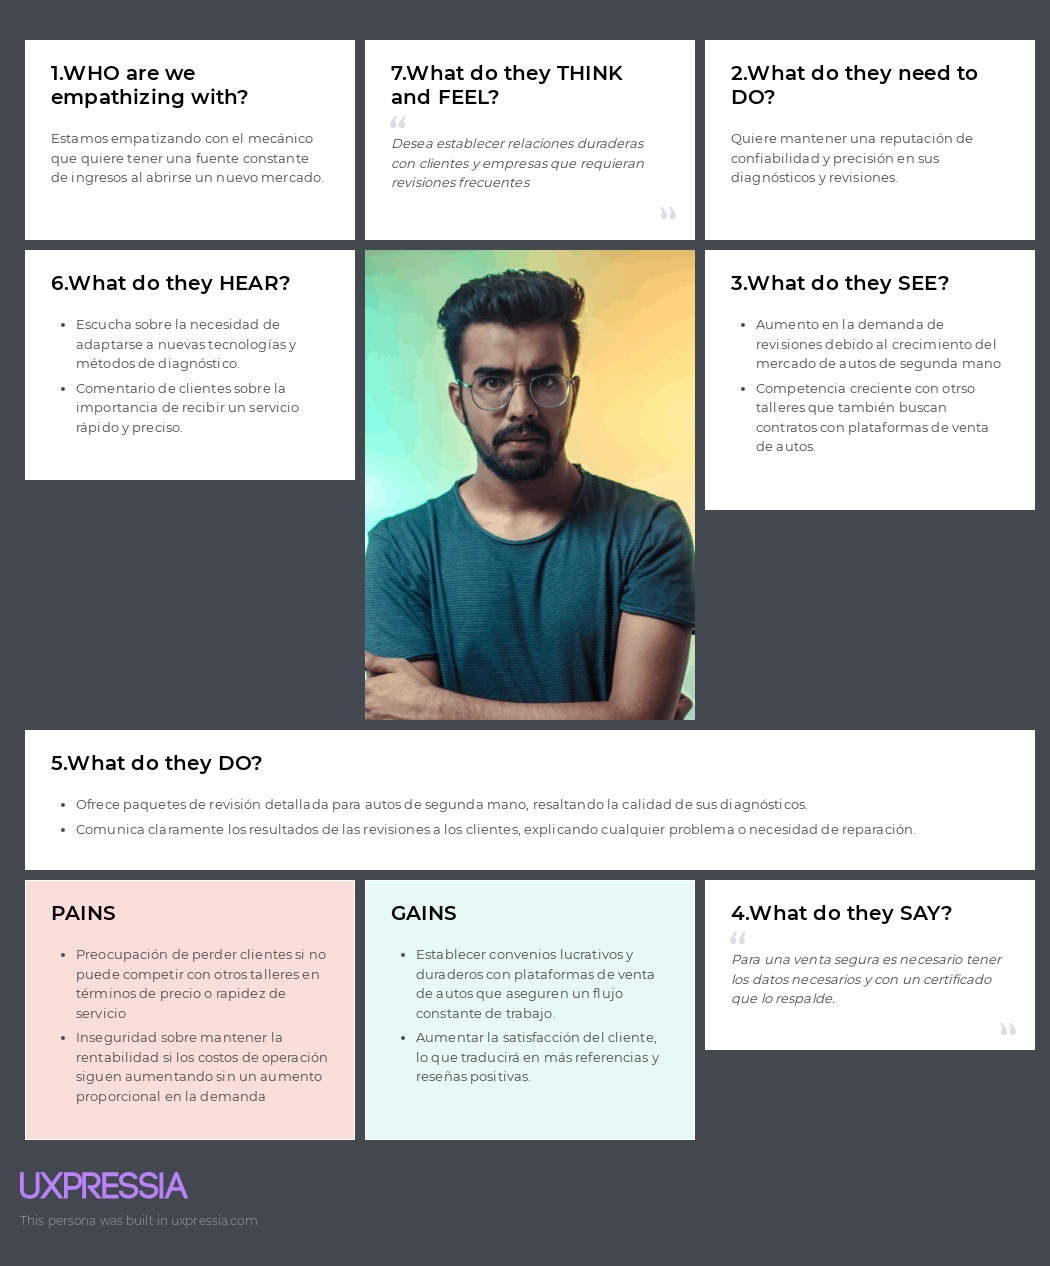 1.WHO are we
empathizing with?
Estamos empatizando con el mecánico
que quiere tener una fuente constante
de ingresos al abrirse un nuevo mercado.
7.What do they THINK
and FEEL?
“
Desea establecer relaciones duraderas
con clientes y empresas que requieran
revisiones frecuentes
”
2.What do they need to
DO?
Quiere mantener una reputación de
confiabilidad y precisión en sus
diagnósticos y revisiones.
6.What do they HEAR?
• Escucha sobre la necesidad de
adaptarse a nuevas tecnologías y
métodos de diagnóstico.
• Comentario de clientes sobre la
importancia de recibir un servicio
rápido y preciso.
3.What do they SEE?
• Aumento en la demanda de
revisiones debido al crecimiento del
mercado de autos de segunda mano
• Competencia creciente con otrso
talleres que también buscan
contratos con plataformas de venta
de autos.
5.What do they DO?
• Ofrece paquetes de revisión detallada para autos de segunda mano, resaltando la calidad de sus diagnósticos.
• Comunica claramente los resultados de las revisiones a los clientes, explicando cualquier problema o necesidad de reparación.
PAINS
• Preocupación de perder clientes si no
puede competir con otros talleres en
términos de precio o rapidez de
servicio
• Inseguridad sobre mantener la
rentabilidad si los costos de operación
siguen aumentando sin un aumento
proporcional en la demanda
GAINS
• Establecer convenios lucrativos y
duraderos con plataformas de venta
de autos que aseguren un flujo
constante de trabajo.
• Aumentar la satisfacción del cliente,
lo que traducirá en más referencias y
reseñas positivas.
4.What do they SAY?
“
Para una venta segura es necesario tener
los datos necesarios y con un certificado
que lo respalde.
”
UXPRESSIA
This persona was built in uxpressia.com